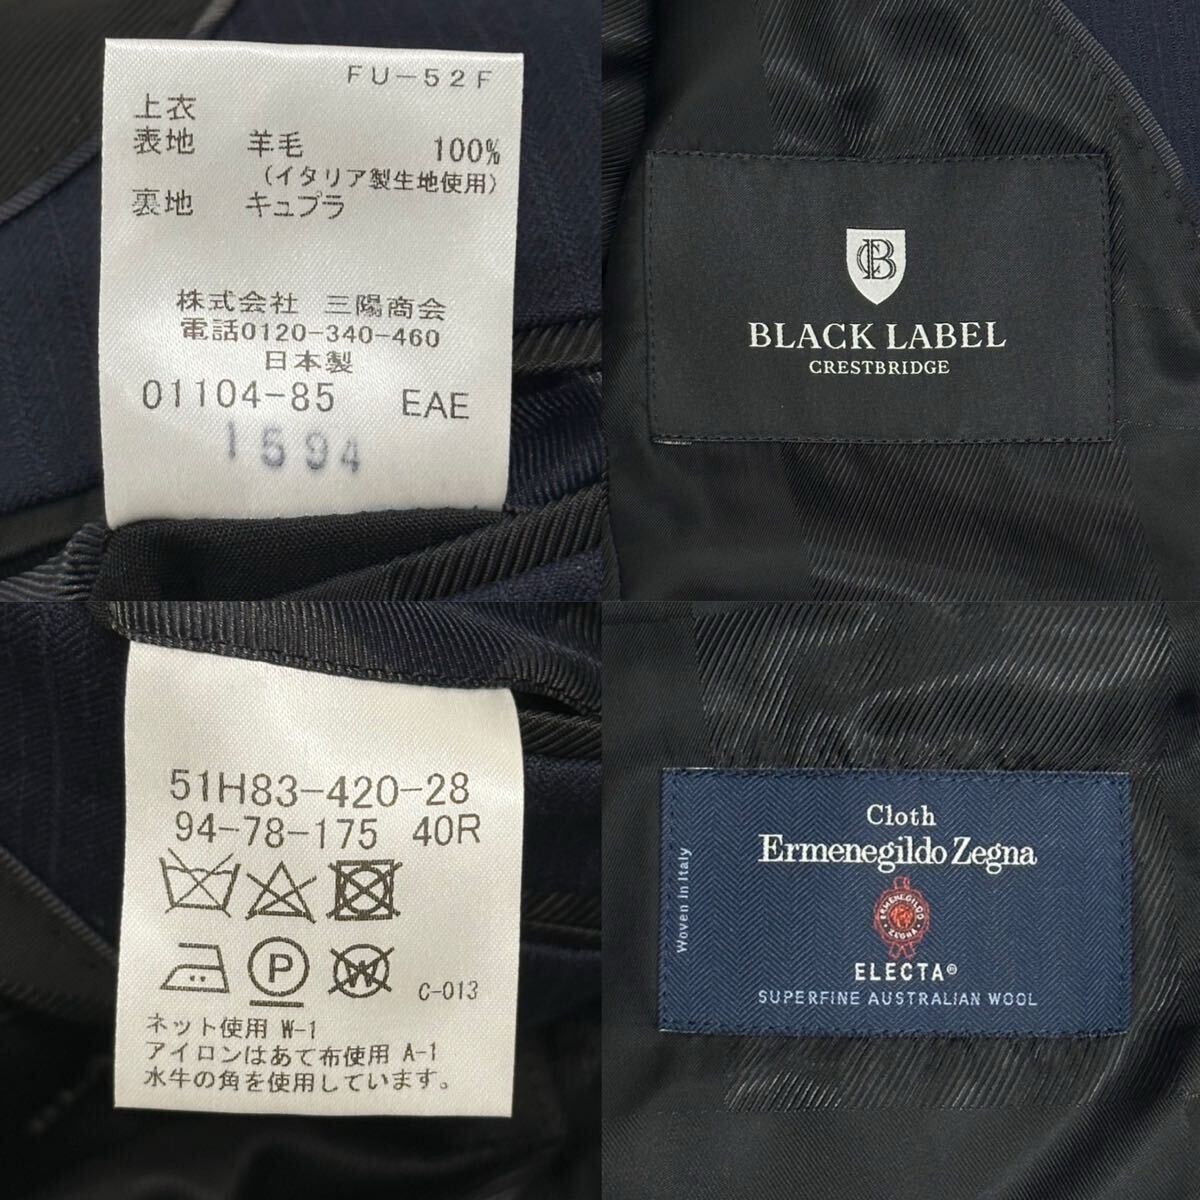 FU-52F
上衣
表地 羊毛 100%
(イタリア製生地使用)
裏地 キュプラ
株式会社 三陽商会
電話0120-340-460
日本製
01104-85 EAE
1594
BLACK LABEL
CRESTBRIDGE
51H83-420-28
94-78-175 40R
P
W
C-013
ネット使用 W-1
アイロンはあて布使用 A-1
水牛の角を使用しています。
Cloth
Ermenegildo Zegna
Woven in Italy
ERMENEGILDO
ZEGNA
ELECTA®
SUPERFINE AUSTRALIAN WOOL